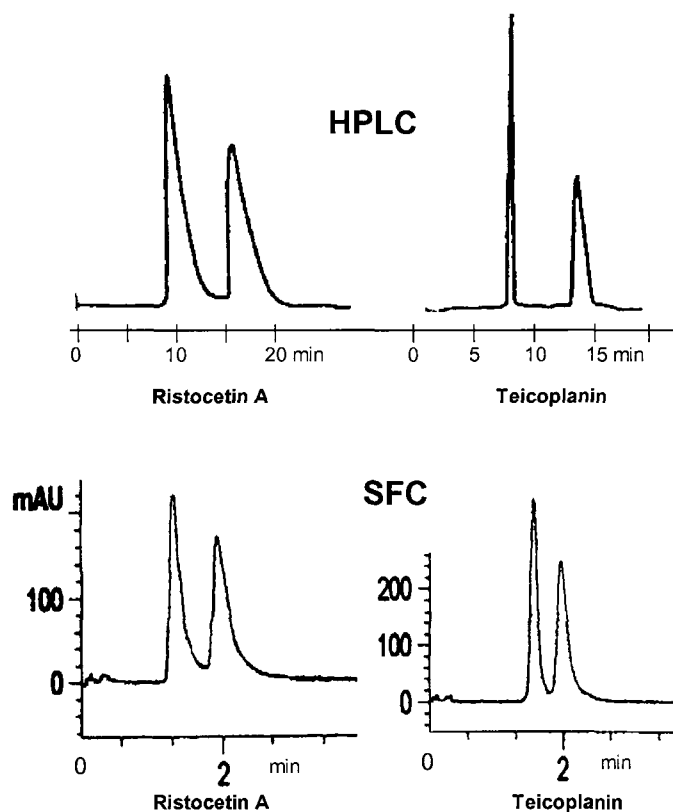 HPLC
0 10 20 min
0 5 10 15 min
Ristocetin A
Teicoplanin
SFC
mAU
100
0
200
100
0
0 2 min
0 2 min
Ristocetin A
Teicoplanin